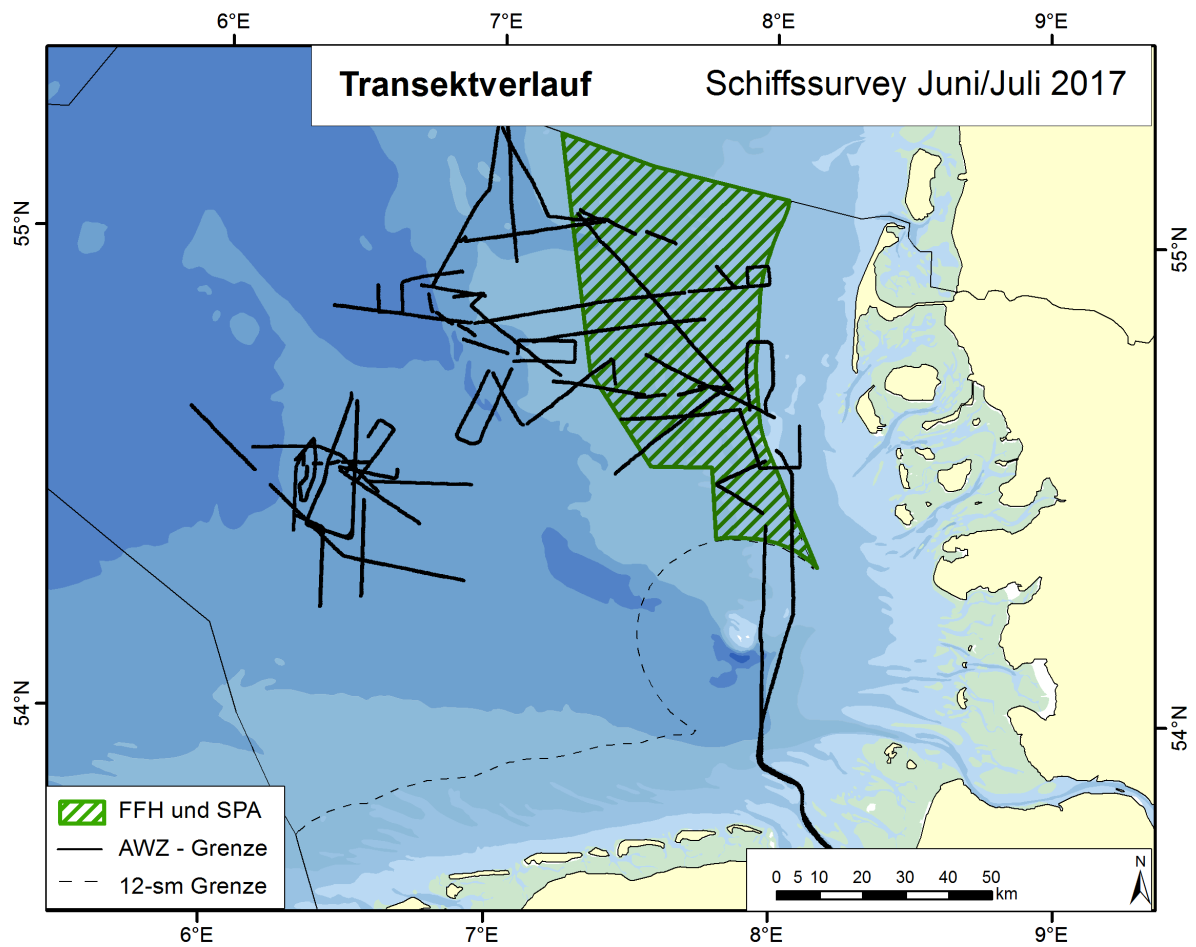 6°E 7°E 8°E 9°E
Transektverlauf Schiffssurvey Juni/Juli 2017
55°N 55°N
54°N 54°N
FFH und SPA
AWZ - Grenze
12-sm Grenze
N
0 5 10 20 30 40 50
km
6°E 7°E 8°E 9°E